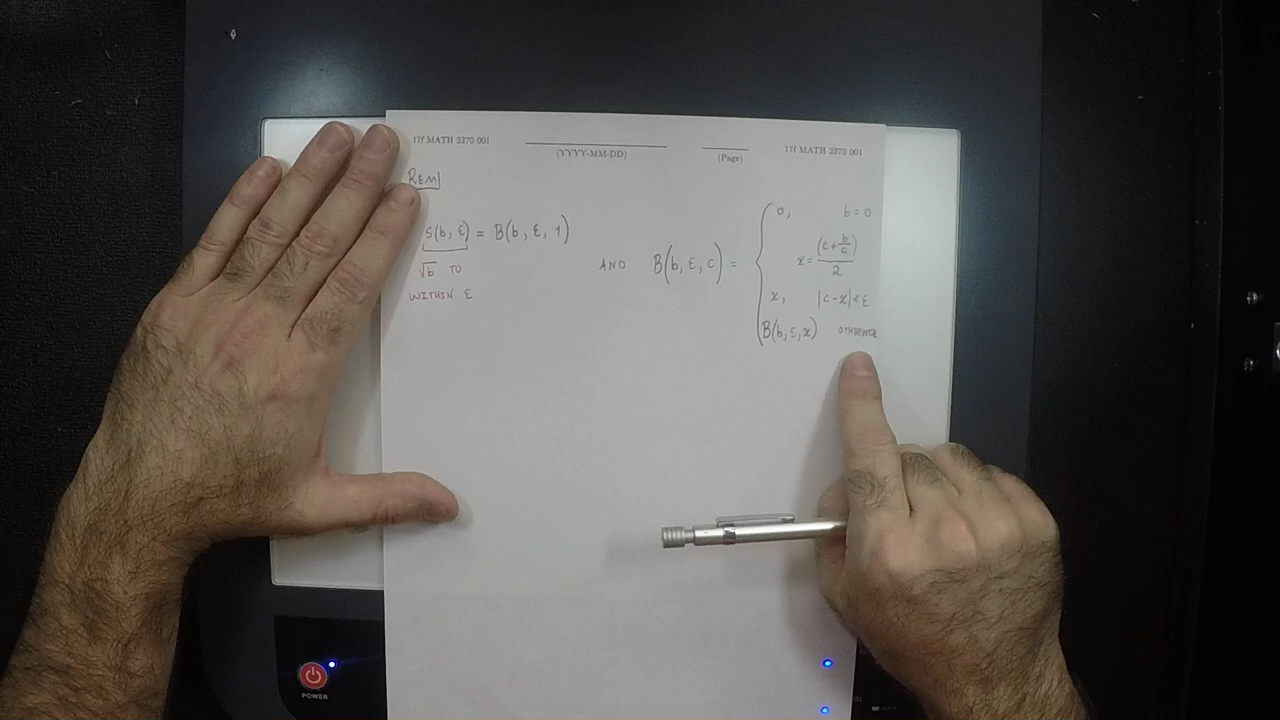 17f MATH 2370 001
(YYYY-MM-DD)
(Page)
17f MATH 2370 001
REM
S(b, ε) = B(b, ε, 1)
√b TO
WITHIN ε
AND B(b, ε, c) = {
0, b = 0
x = (c + b/c) / 2
x, |c - x| < ε
B(b, ε, x) OTHERWISE
POWER